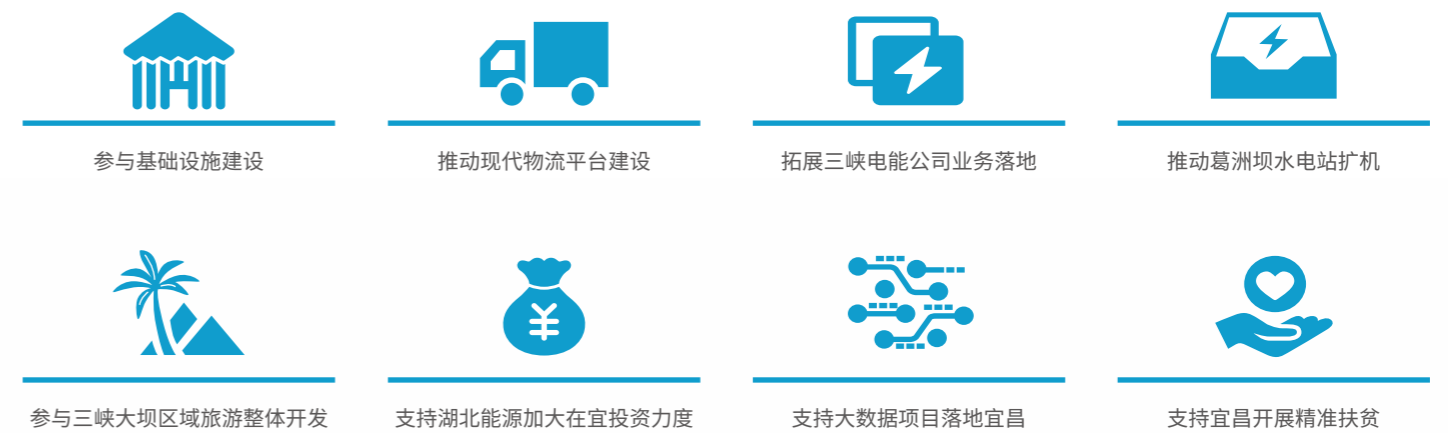 参与基础设施建设
推动现代物流平台建设
拓展三峡电能公司业务落地
推动葛洲坝水电站扩机
参与三峡大坝区域旅游整体开发
支持湖北能源加大在宜投资力度
支持大数据项目落地宜昌
支持宜昌开展精准扶贫